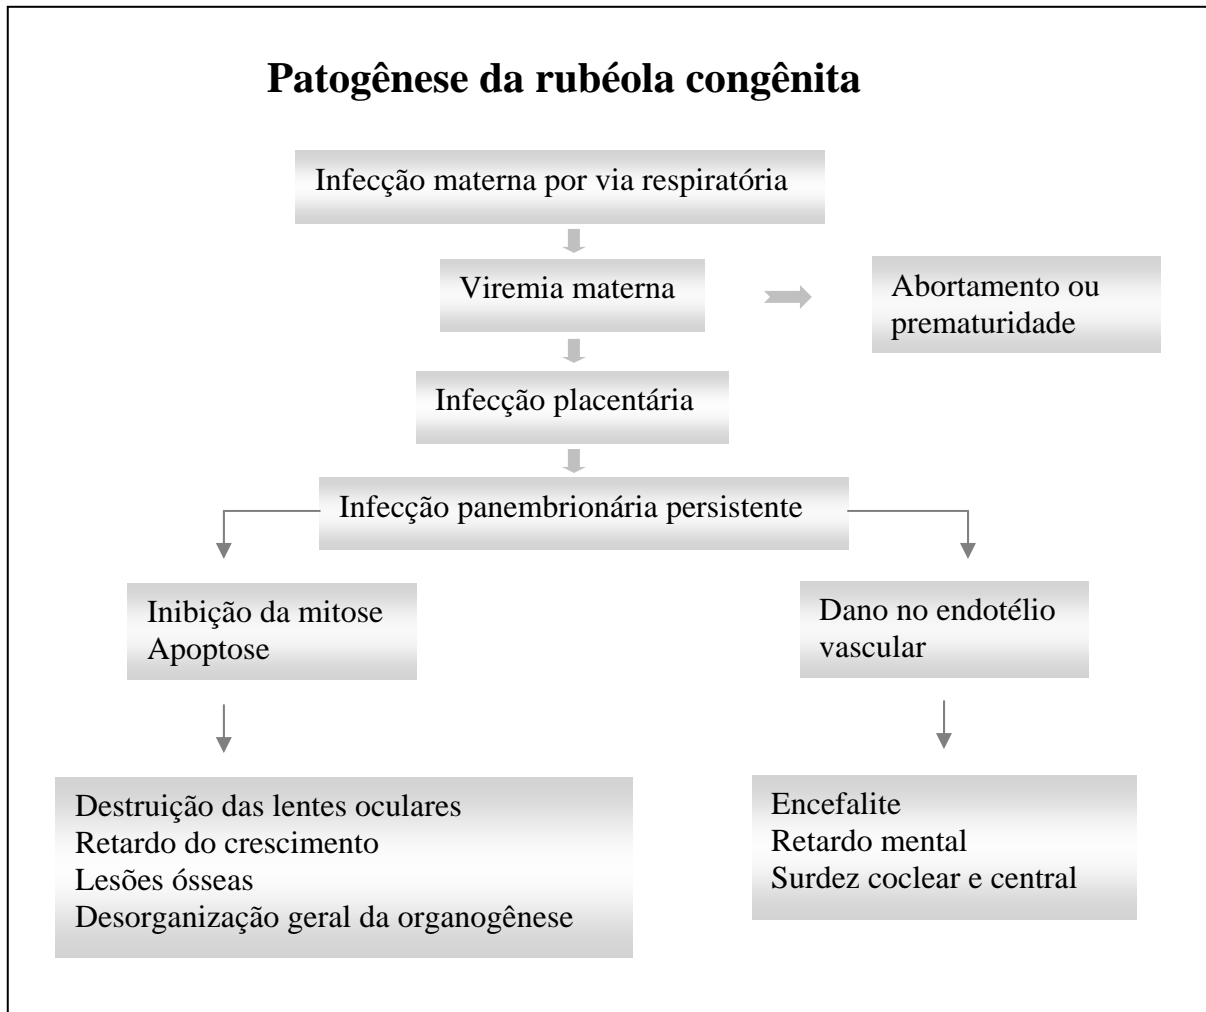 Patogênese da rubéola congênita
Infecção materna por via respiratória
Viremia materna
Abortamento ou
prematuridade
Infecção placentária
Infecção panembrionária persistente
Inibição da mitose
Apoptose
Dano no endotélio
vascular
Destruição das lentes oculares
Retardo do crescimento
Lesões ósseas
Desorganização geral da organogênese
Encefalite
Retardo mental
Surdez coclear e central